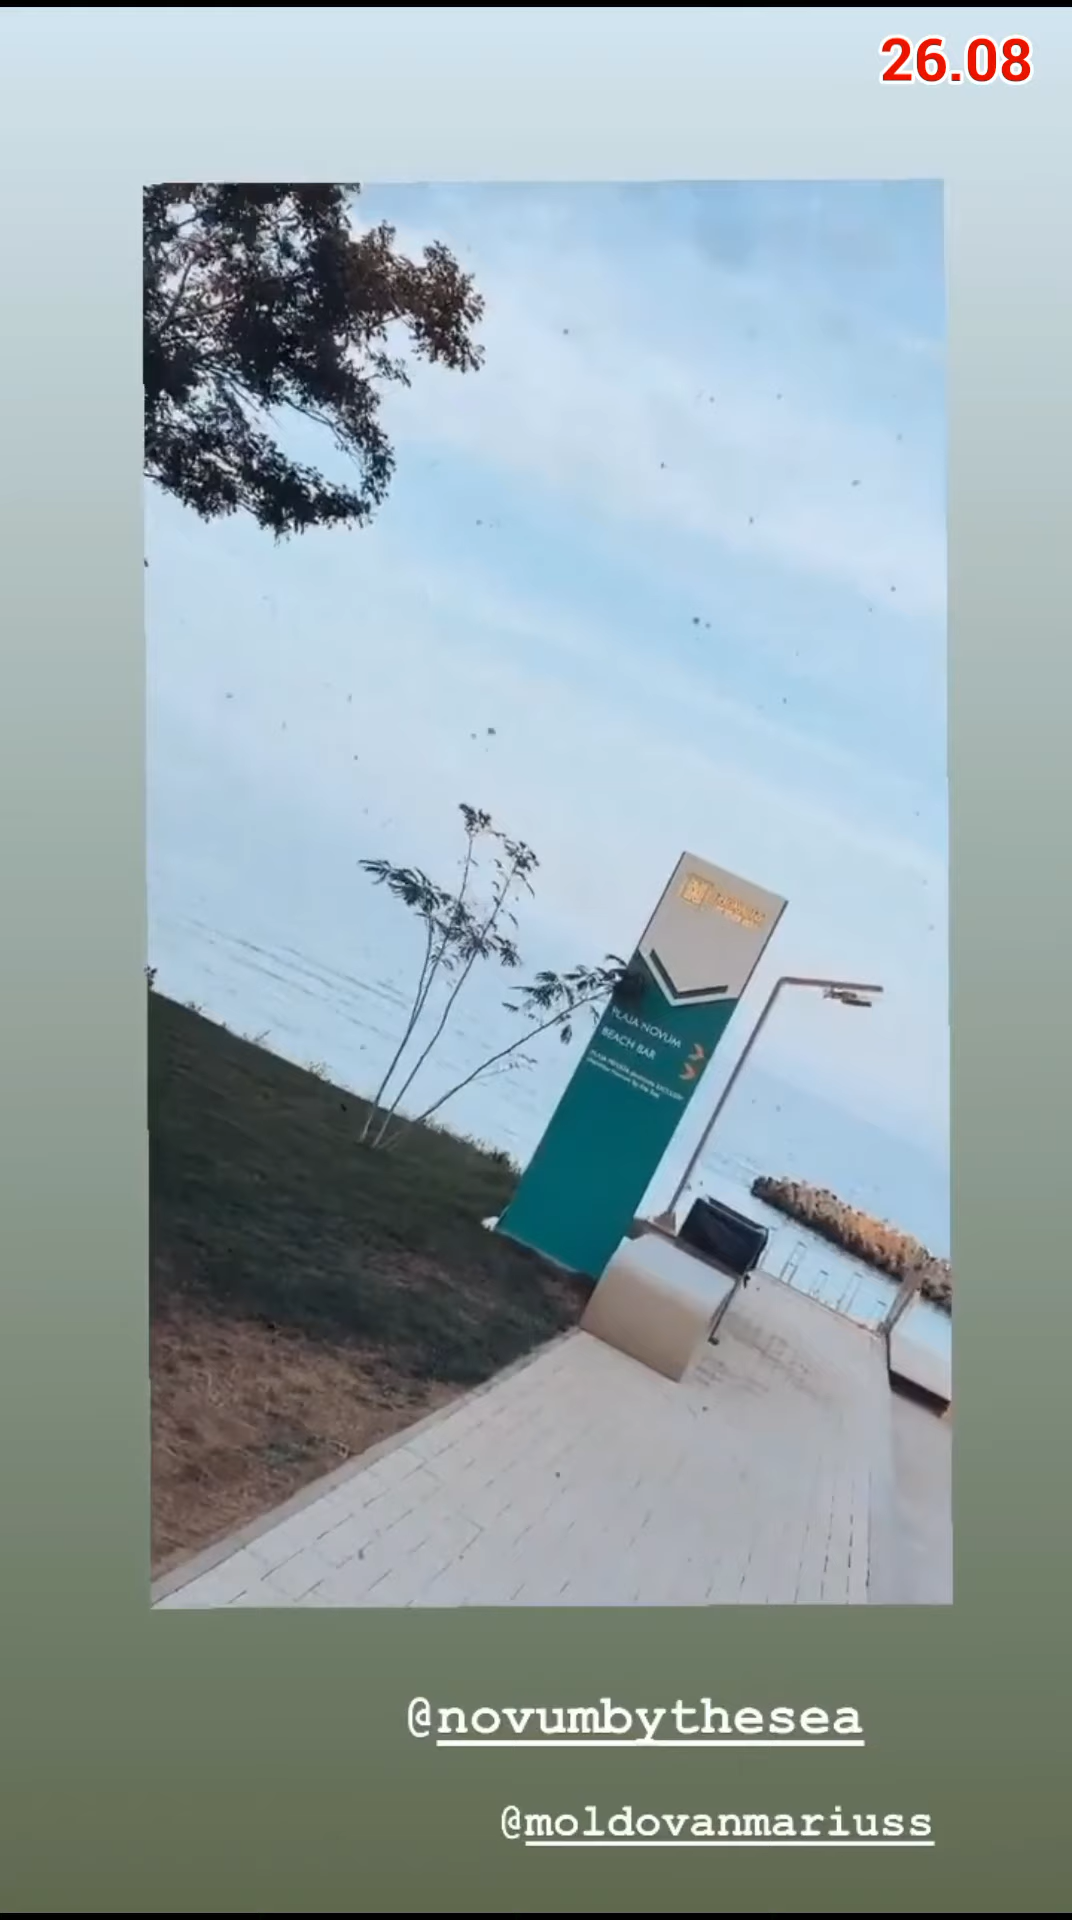 26.08
PLAJA NOVUM
BEACH BAR
@novumbythesea
@moldovanmariuss